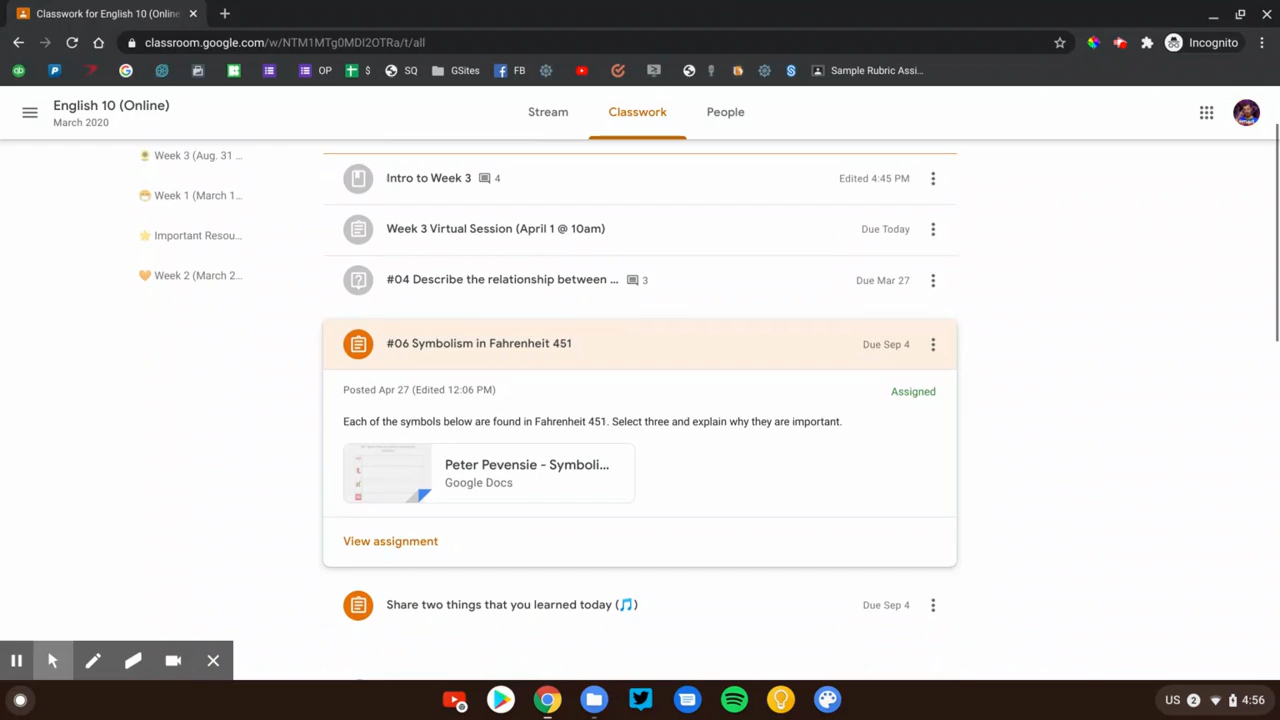 Classwork for English 10 (Online
classroom.google.com/w/NTM1MTg0MDI2OTRa/t/all
Incognito
OP
$
SQ
GSites
FB
Sample Rubric Assi...
English 10 (Online)
March 2020
Stream
Classwork
People
Week 3 (Aug. 31 ...
Week 1 (March 1...
Important Resou...
Week 2 (March 2...
Intro to Week 3
4
Edited 4:45 PM
Week 3 Virtual Session (April 1 @ 10am)
Due Today
#04 Describe the relationship between ...
3
Due Mar 27
#06 Symbolism in Fahrenheit 451
Due Sep 4
Posted Apr 27 (Edited 12:06 PM)
Assigned
Each of the symbols below are found in Fahrenheit 451. Select three and explain why they are important.
Peter Pevensie - Symboli...
Google Docs
View assignment
Share two things that you learned today (🎵)
Due Sep 4
US
2
4:56